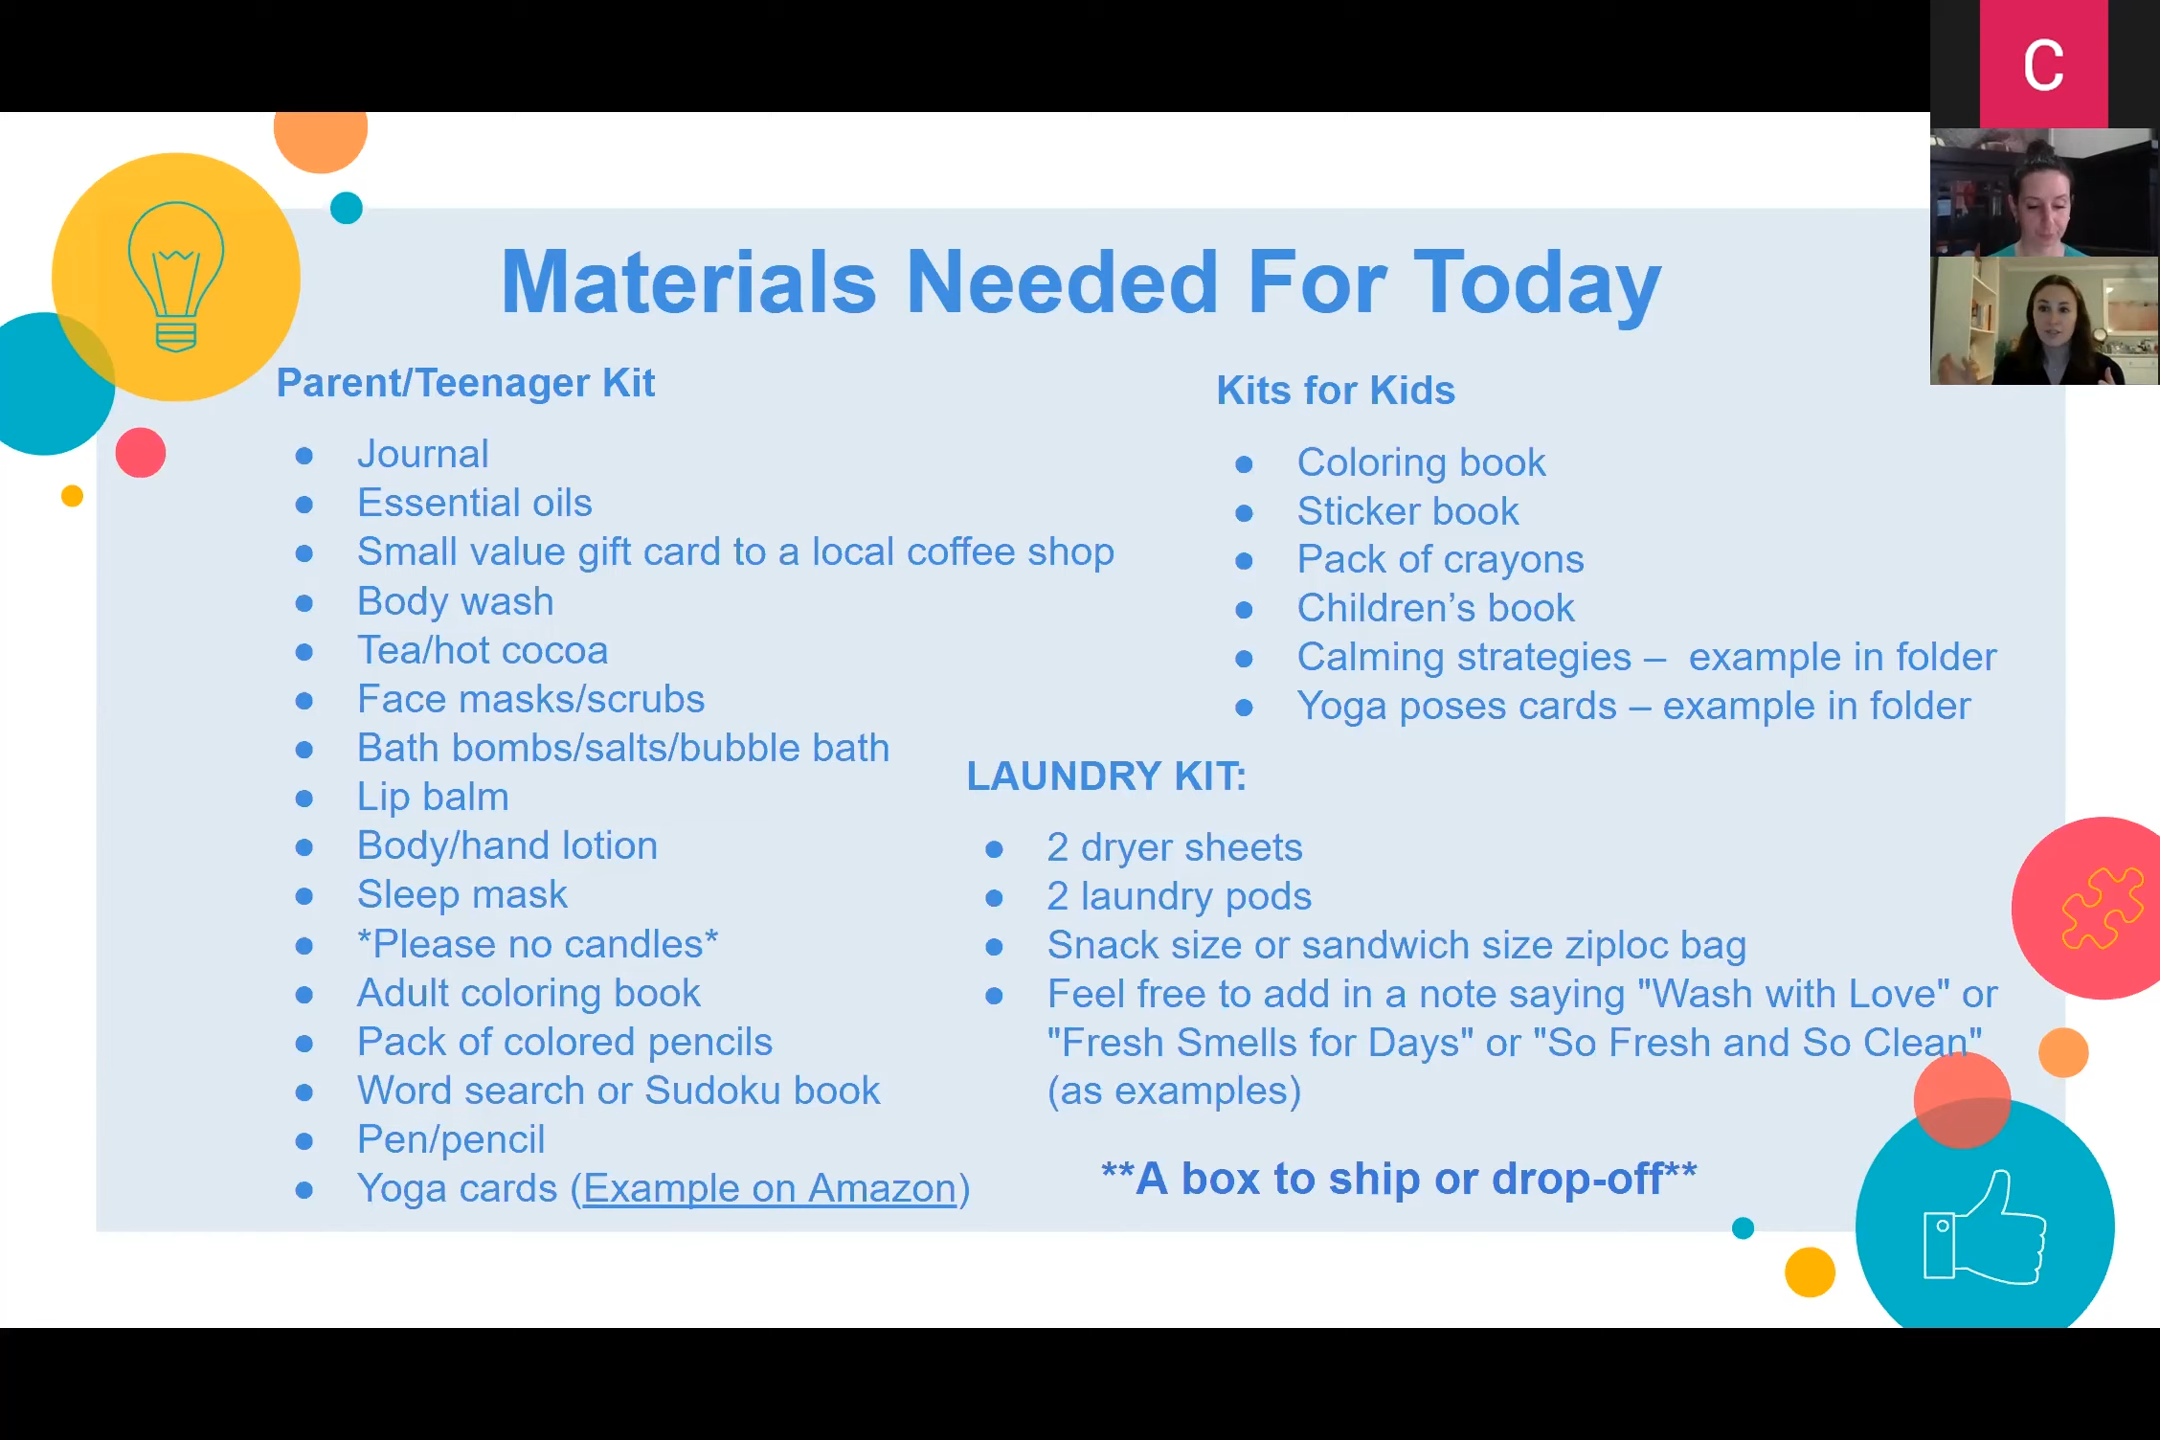 C
Materials Needed For Today
Parent/Teenager Kit
● Journal
● Essential oils
● Small value gift card to a local coffee shop
● Body wash
● Tea/hot cocoa
● Face masks/scrubs
● Bath bombs/salts/bubble bath
● Lip balm
● Body/hand lotion
● Sleep mask
● *Please no candles*
● Adult coloring book
● Pack of colored pencils
● Word search or Sudoku book
● Pen/pencil
● Yoga cards (Example on Amazon)
Kits for Kids
● Coloring book
● Sticker book
● Pack of crayons
● Children’s book
● Calming strategies –  example in folder
● Yoga poses cards – example in folder
LAUNDRY KIT:
● 2 dryer sheets
● 2 laundry pods
● Snack size or sandwich size ziploc bag
● Feel free to add in a note saying "Wash with Love" or
"Fresh Smells for Days" or "So Fresh and So Clean"
(as examples)
**A box to ship or drop-off**